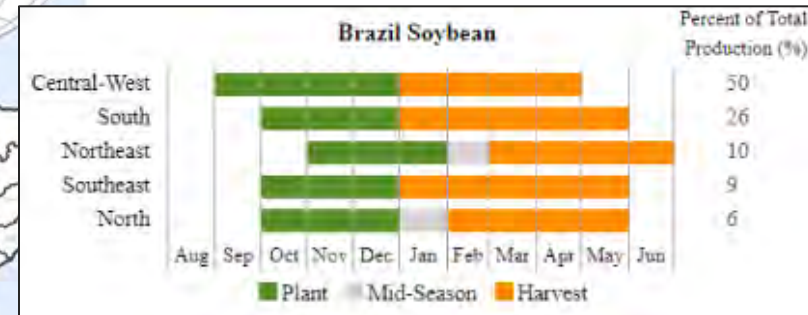 Brazil Soybean
Percent of Total
Production (%)
Central-West 50
South 26
Northeast 10
Southeast 9
North 6
Aug Sep Oct Nov Dec Jan Feb Mar Apr May Jun
Plant Mid-Season Harvest